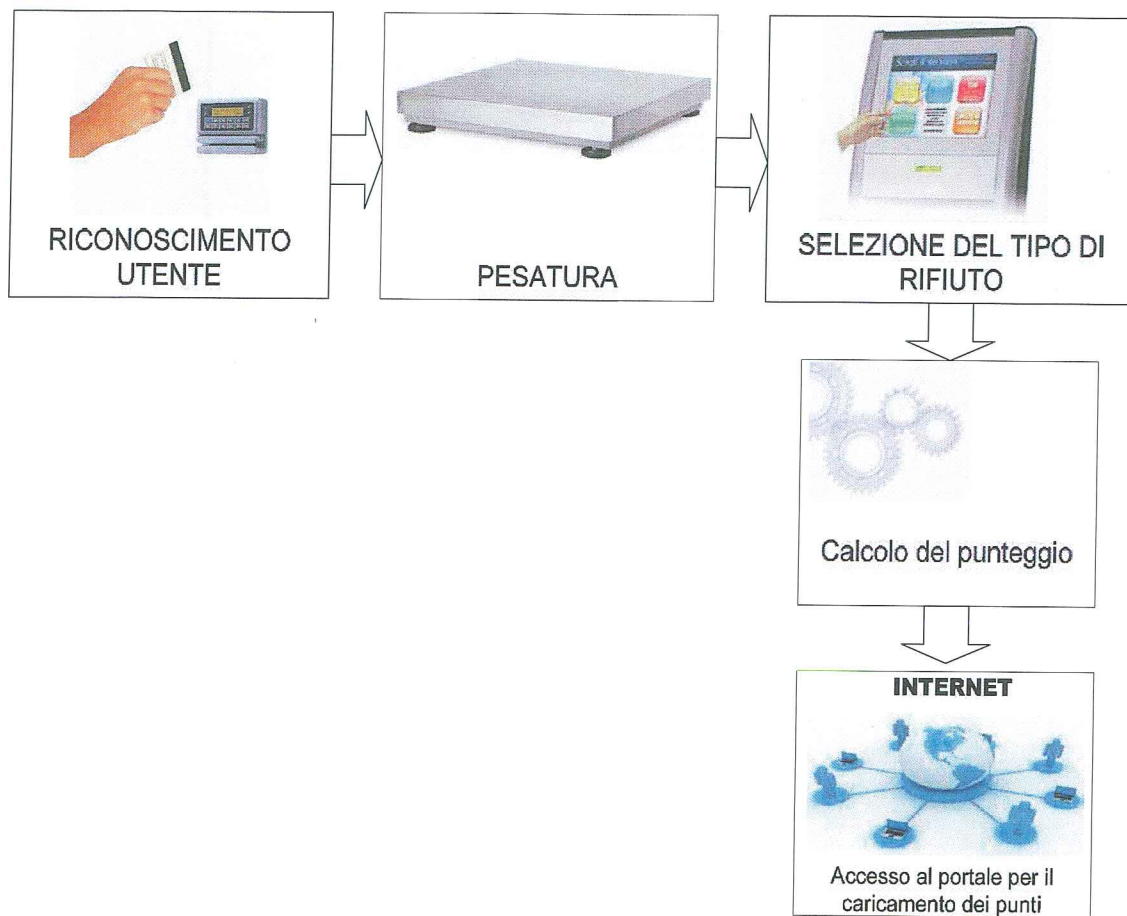 RICONOSCIMENTO
UTENTE
PESATURA
SELEZIONE DEL TIPO DI
RIFIUTO
Calcolo del punteggio
INTERNET
Accesso al portale per il
caricamento dei punti